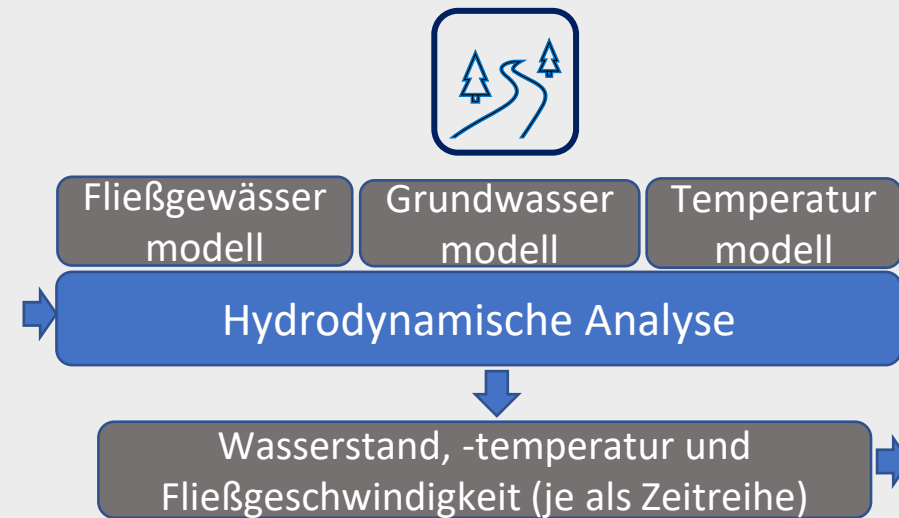 Fließgewässer
modell
Grundwasser
modell
Temperatur
modell
Hydrodynamische Analyse
Wasserstand, -temperatur und
Fließgeschwindigkeit (je als Zeitreihe)